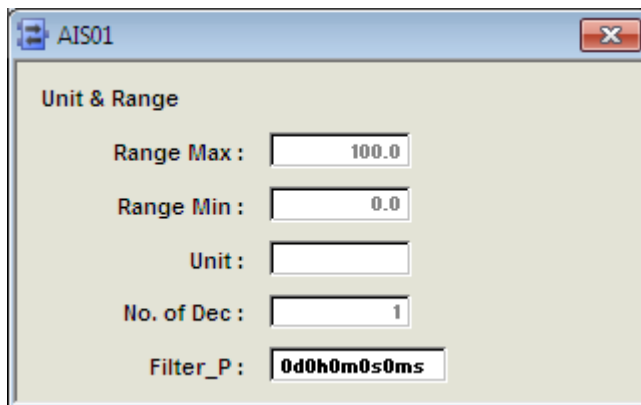 AIS01
Unit & Range
Range Max : 100.0
Range Min : 0.0
Unit :
No. of Dec : 1
Filter_P : 0d0h0m0s0ms